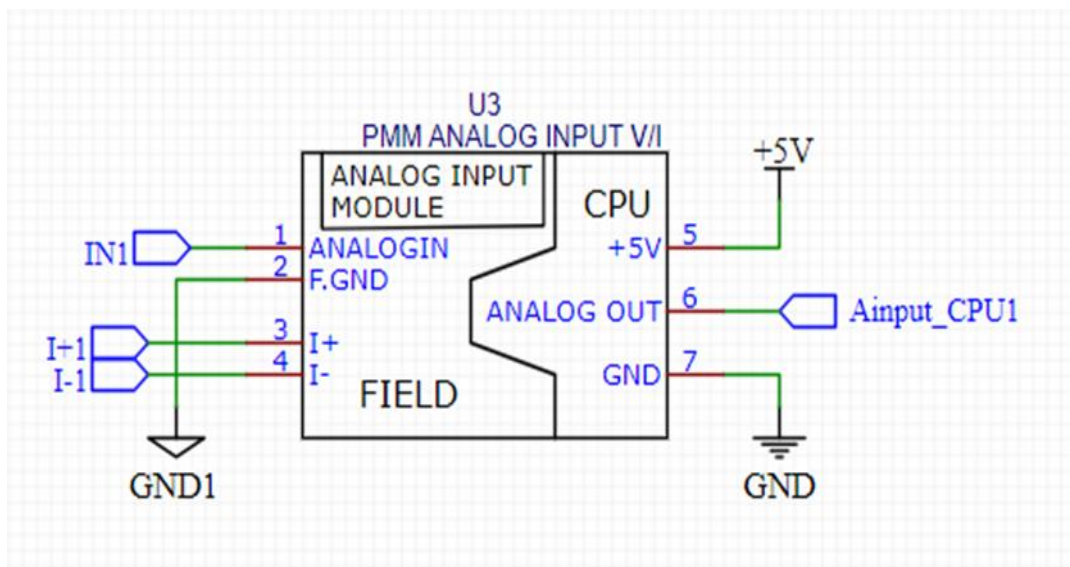 U3
PMM ANALOG INPUT V/I
+5V
ANALOG INPUT
MODULE
CPU
IN1
1
ANALOGIN
+5V
5
2
F.GND
ANALOG OUT
6
Ainput_CPU1
I+1
3
I+
I-1
4
I-
GND
7
FIELD
GND1
GND